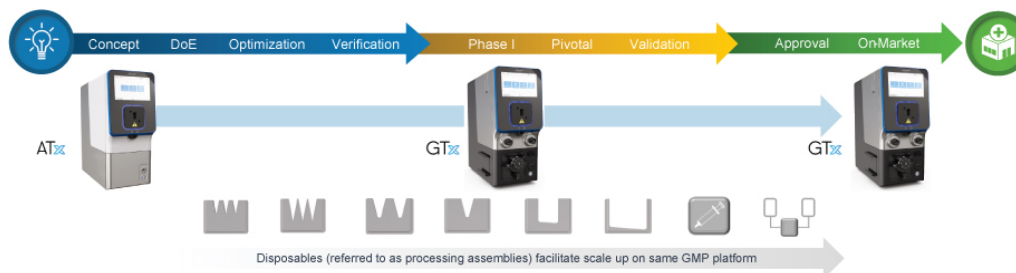 Concept DoE Optimization Verification Phase I Pivotal Validation Approval On-Market
ATx GTx GTx
Disposables (referred to as processing assemblies) facilitate scale up on same GMP platform